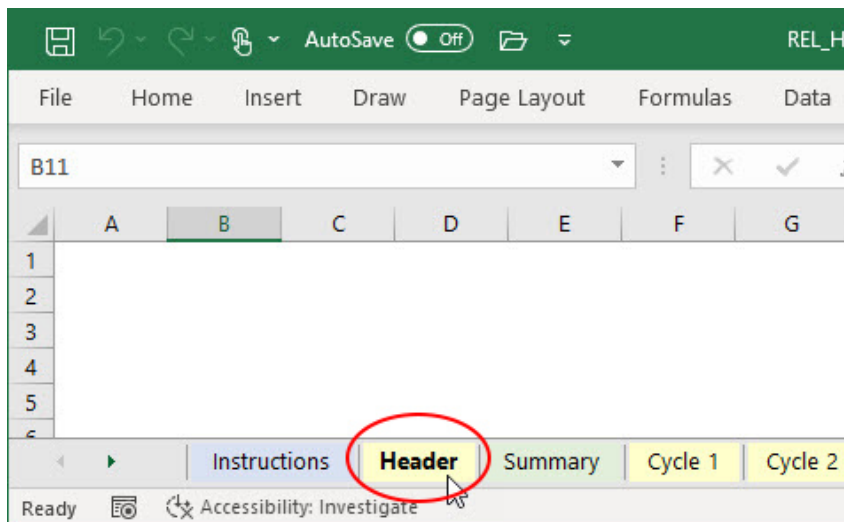 AutoSave Off REL_H
File Home Insert Draw Page Layout Formulas Data
B11
A B C D E F G
1
2
3
4
5
6
Instructions Header Summary Cycle 1 Cycle 2
Ready Accessibility: Investigate